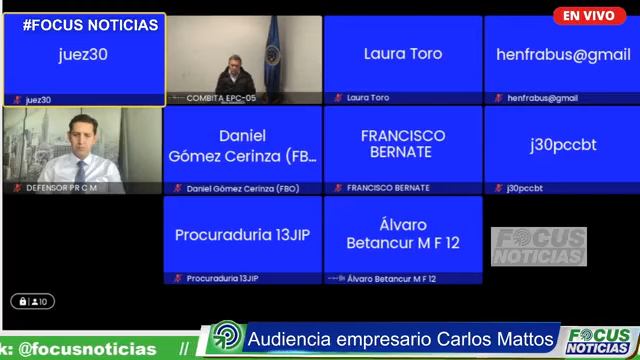 #FOCUS NOTICIAS
EN VIVO
juez30
juez30
COMBITA EPC-05
Laura Toro
Laura Toro
henfrabus@gmail
henfrabus@gmail
DEFENSOR PR C M
Daniel
Gómez Cerinza (FB...
Daniel Gómez Cerinza (FBO)
FRANCISCO
BERNATE
FRANCISCO BERNATE
j30pccbt
j30pccbt
Procuraduria 13JIP
Procuraduria 13JIP
Álvaro
Betancur M F 12
Álvaro Betancur M F 12
FOCUS
NOTICIAS
10
k: @focusnoticias //
Audiencia empresario Carlos Mattos
FOCUS
NOTICIAS